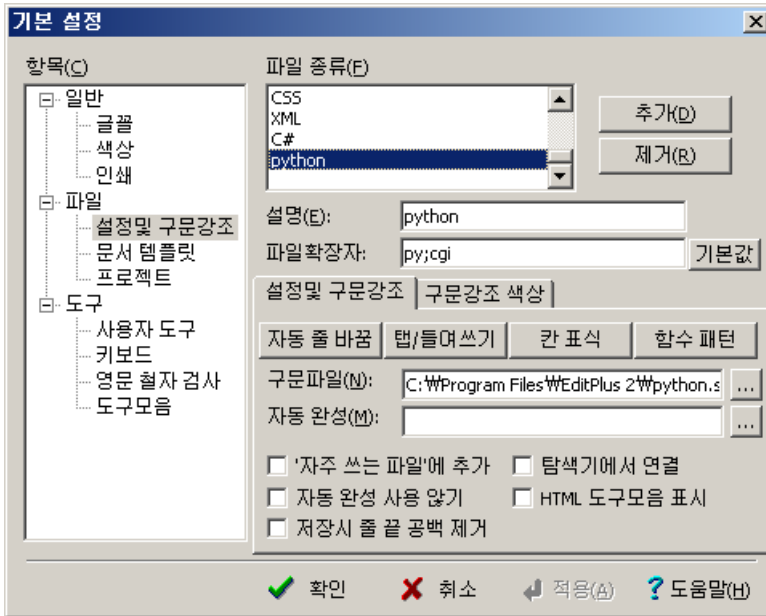 기본 설정
항목(C)
일반
글꼴
색상
인쇄
파일
설정및 구문강조
문서 템플릿
프로젝트
도구
사용자 도구
키보드
영문 철자 검사
도구모음
파일 종류(F)
CSS
XML
C#
python
추가(D)
제거(R)
설명(E): python
파일확장자: py;cgi 기본값
설정및 구문강조 구문강조 색상
자동 줄 바꿈 탭/들여쓰기 칸 표식 함수 패턴
구문파일(N): C:₩Program Files₩EditPlus 2₩python.s ...
자동 완성(M): ...
'자주 쓰는 파일'에 추가 탐색기에서 연결
자동 완성 사용 않기 HTML 도구모음 표시
저장시 줄 끝 공백 제거
확인 취소 적용(A) 도움말(H)